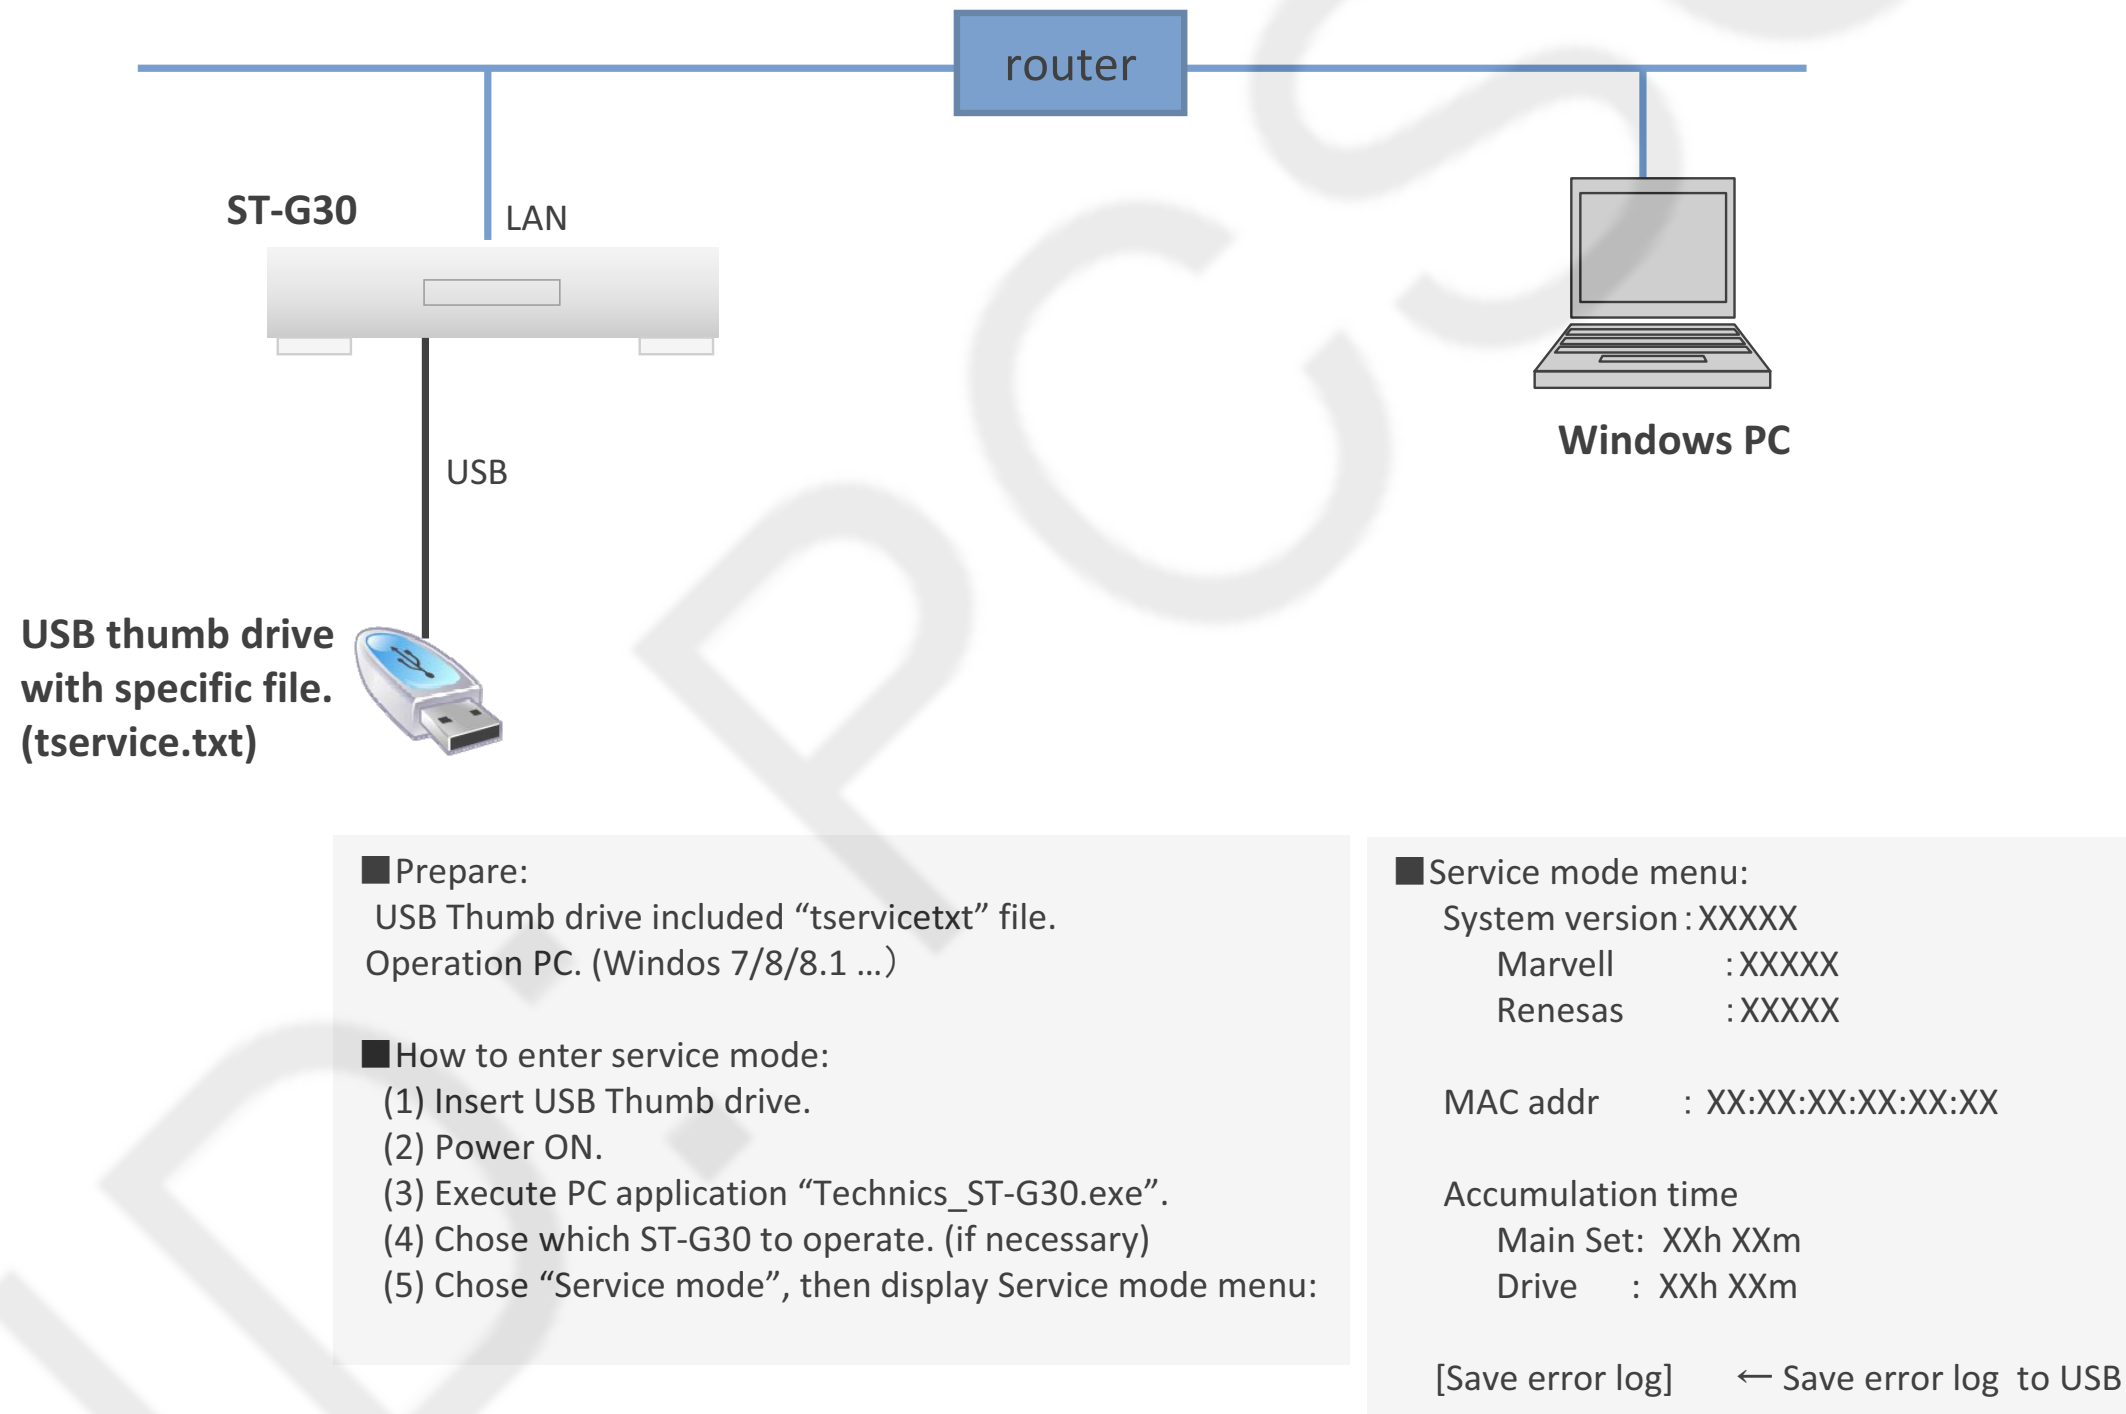 router
ST-G30
LAN
Windows PC
USB
USB thumb drive
with specific file.
(tservice.txt)
■Prepare:
USB Thumb drive included “tservicetxt” file.
Operation PC. (Windos 7/8/8.1 …)
■How to enter service mode:
(1) Insert USB Thumb drive.
(2) Power ON.
(3) Execute PC application “Technics_ST-G30.exe”.
(4) Chose which ST-G30 to operate. (if necessary)
(5) Chose “Service mode”, then display Service mode menu:
■Service mode menu:
System version : XXXXX
Marvell : XXXXX
Renesas : XXXXX
MAC addr : XX:XX:XX:XX:XX:XX
Accumulation time
Main Set: XXh XXm
Drive : XXh XXm
[Save error log] ← Save error log to USB